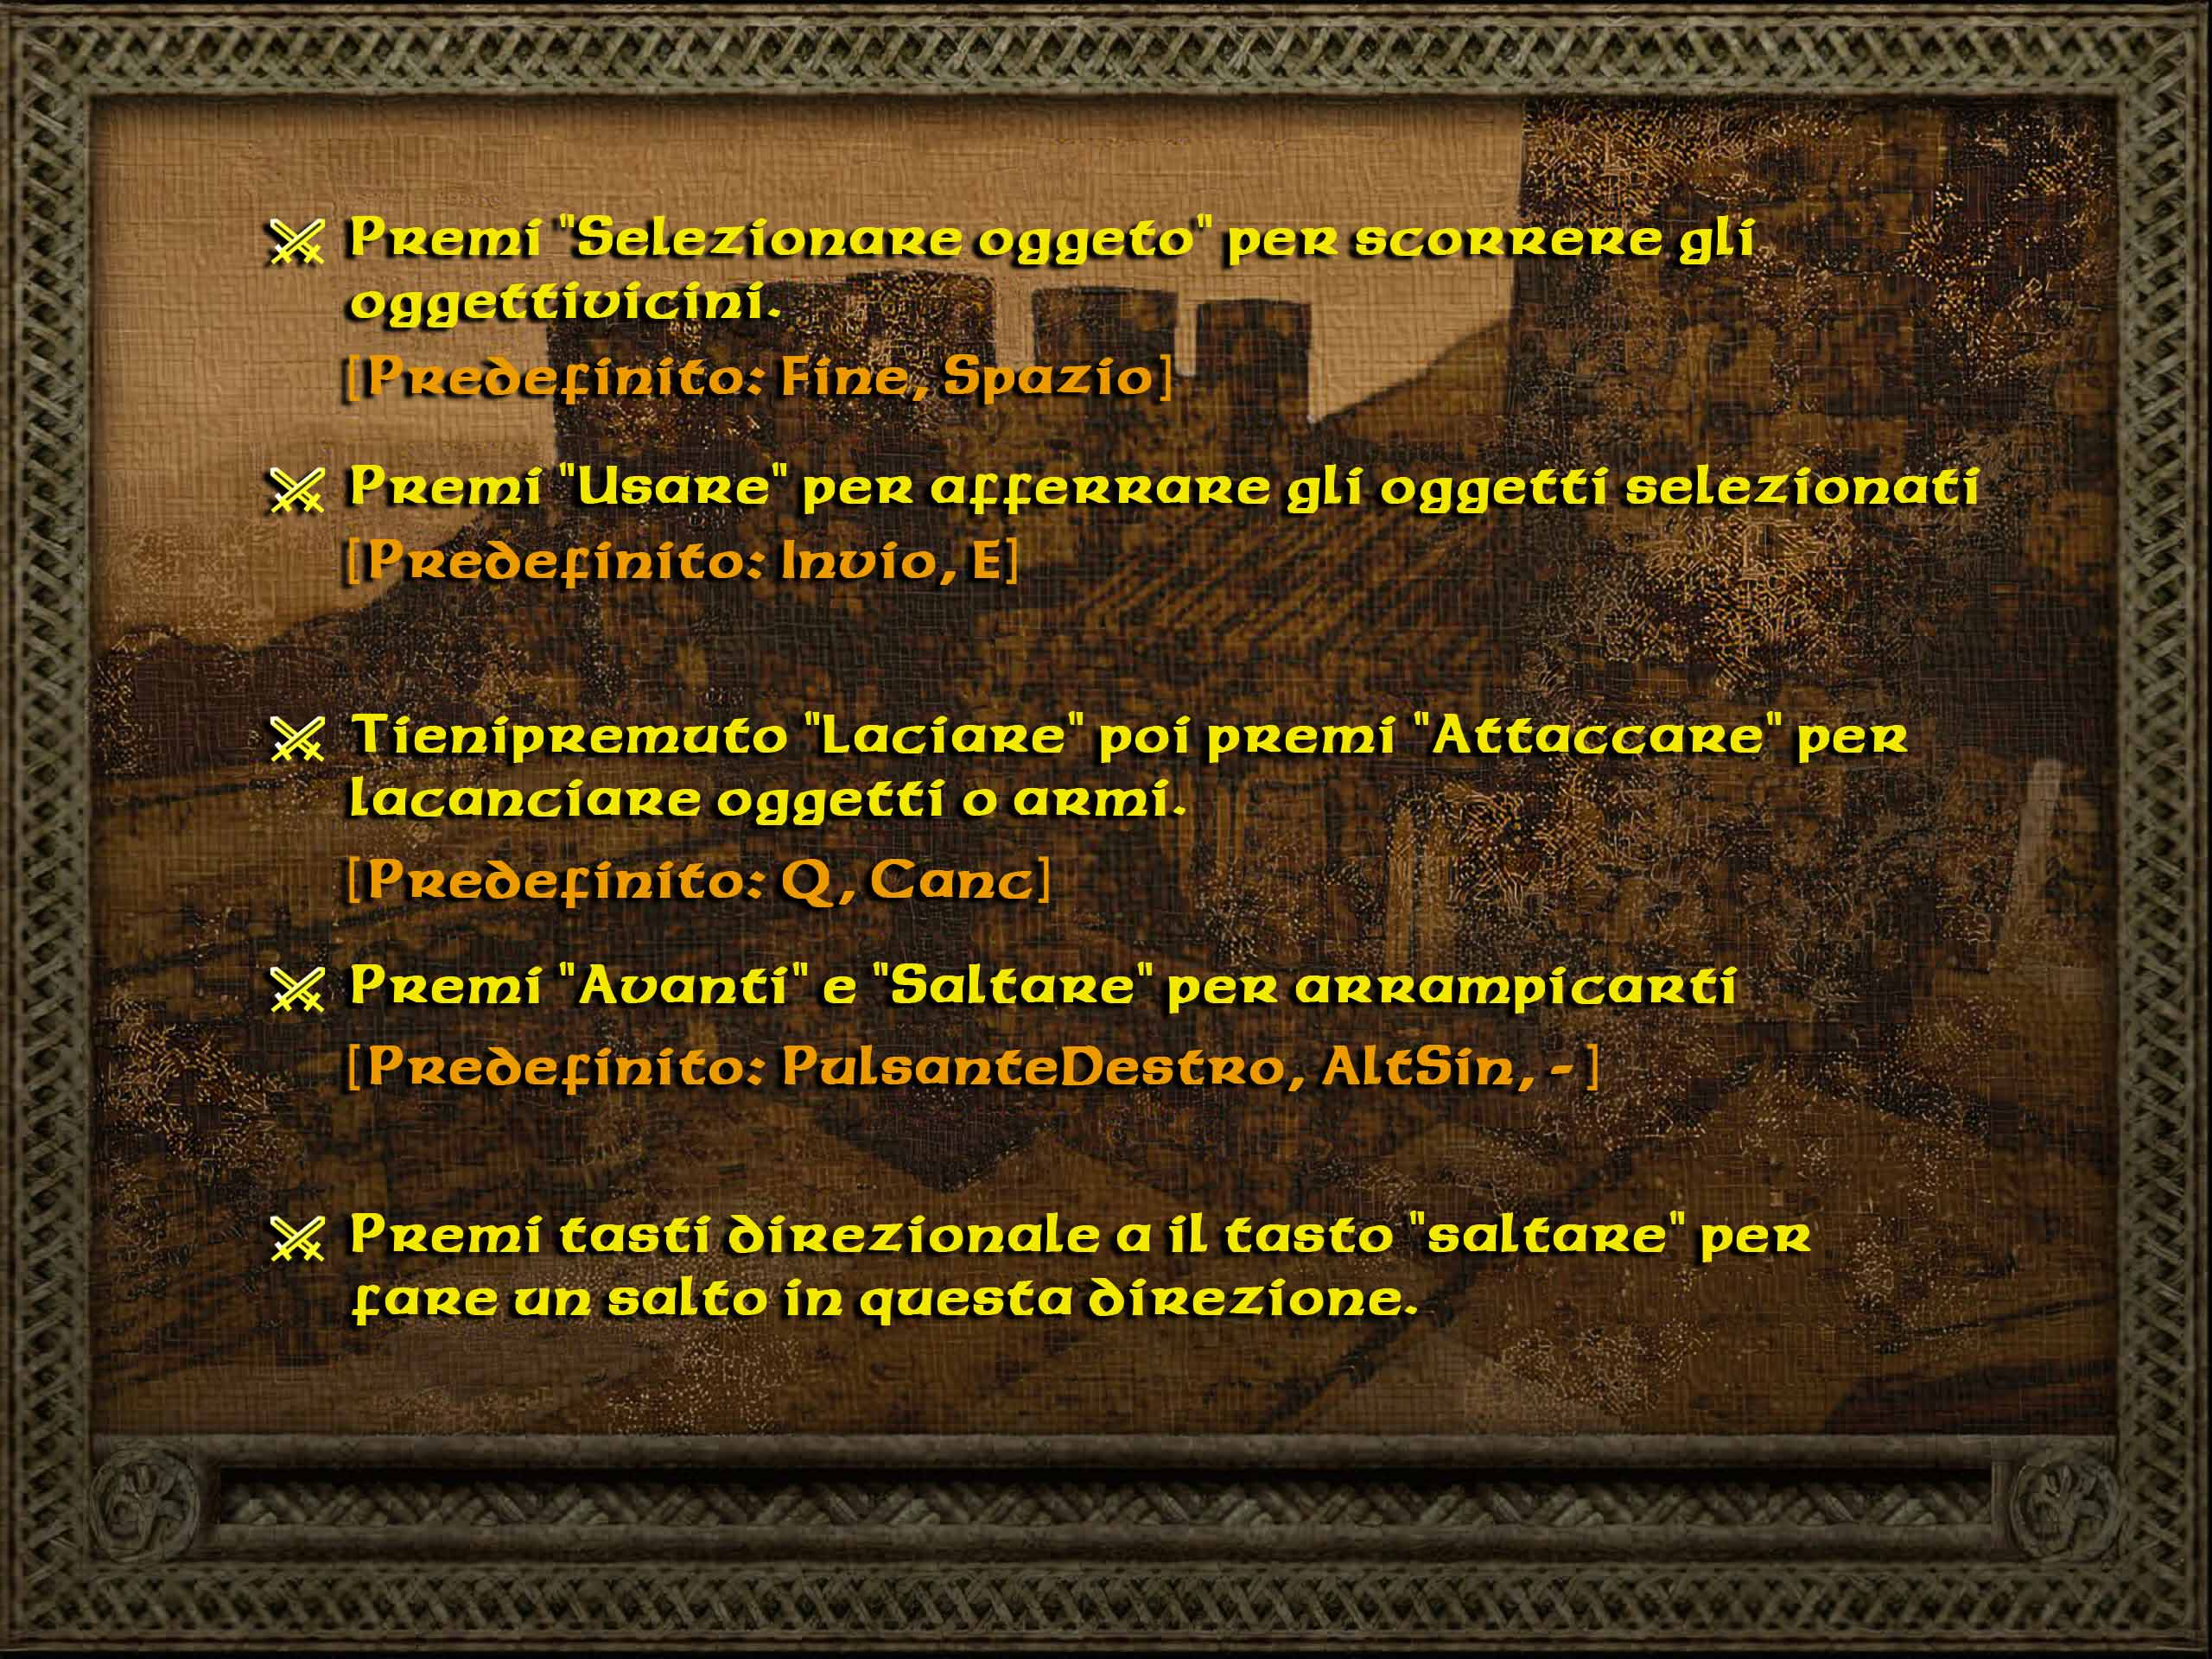 Premi "Selezionare oggeto" per scorrere gli
oggettivicini.
[Predefinito: Fine, Spazio]
Premi "Usare" per afferrare gli oggetti selezionati
[Predefinito: Invio, E]
Tienipremuto "Laciare" poi premi "Attaccare" per
lacanciare oggetti o armi.
[Predefinito: Q, Canc]
Premi "Avanti" e "Saltare" per arrampicarti
[Predefinito: PulsanteDestro, AltSin, - ]
Premi tasti direzionale a il tasto "saltare" per
fare un salto in questa direzione.